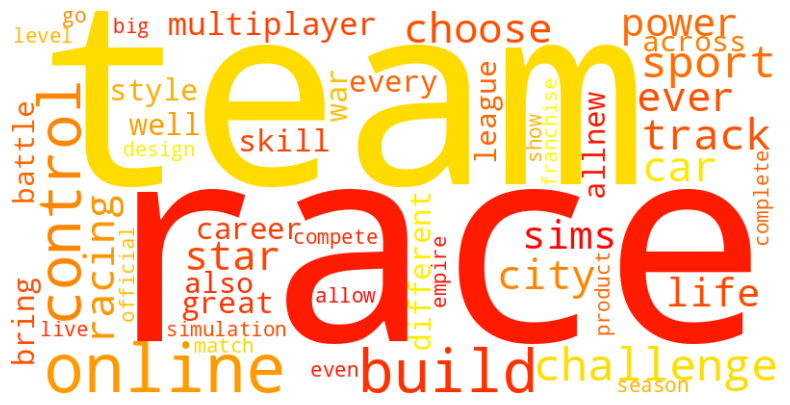 go
level
big
multiplayer
choose
power
across
team
style
every
sport
control
war
well
skill
league
show
franchise
allnew
ever
track
design
battle
car
race
racing
official
career
compete
different
sims
complete
star
also
great
allow
empire
city
product
life
bring
live
simulation
match
online
even
build
challenge
season